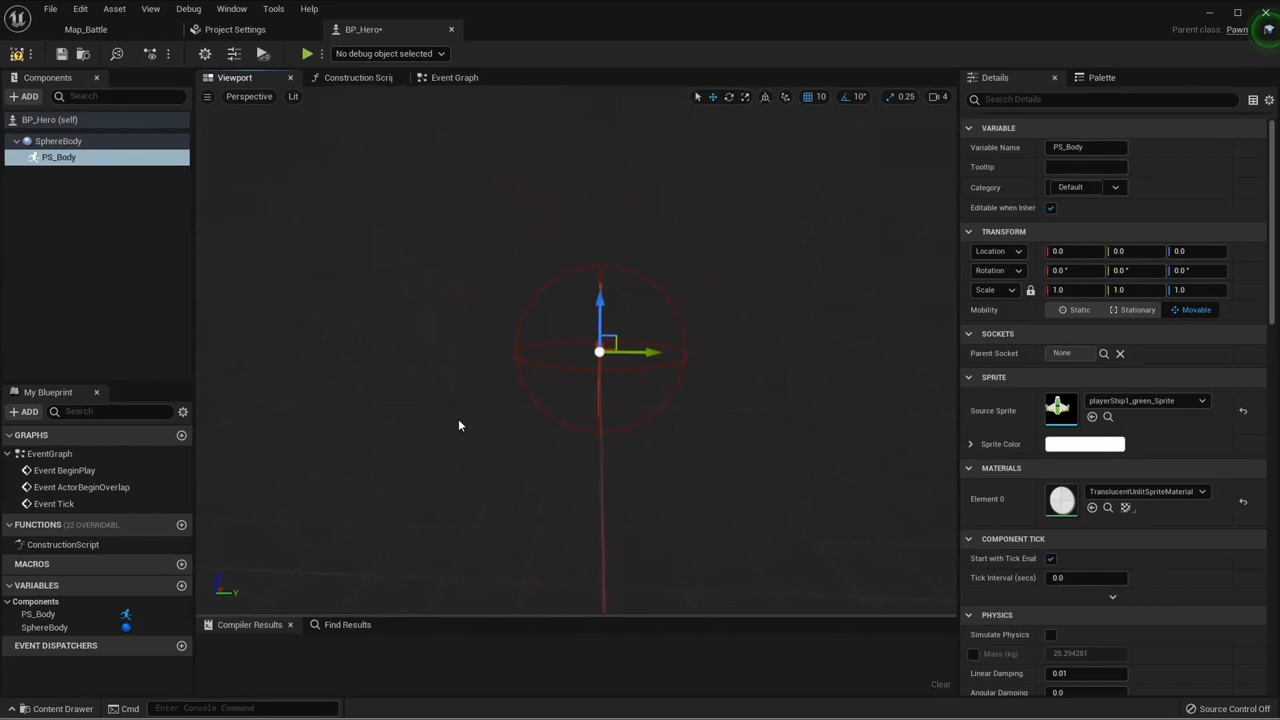 File Edit Asset View Debug Window Tools Help
Map_Battle Project Settings BP_Hero• Parent class: Pawn
No debug object selected
Components Viewport Construction Scrip Event Graph Details Palette
ADD Search Perspective Lit 10 10° 0.25 4 Search Details
BP_Hero (self)
SphereBody
PS_Body
VARIABLE
Variable Name PS_Body
Tooltip
Category Default
Editable when Inher
TRANSFORM
Location 0.0 0.0 0.0
Rotation 0.0 ° 0.0 ° 0.0 °
Scale 1.0 1.0 1.0
Mobility Static Stationary Movable
SOCKETS
Parent Socket None
SPRITE
Source Sprite playerShip1_green_Sprite
Sprite Color
MATERIALS
Element 0 TranslucentUnlitSpriteMaterial
COMPONENT TICK
Start with Tick Enat
Tick Interval (secs) 0.0
PHYSICS
Simulate Physics
Mass (kg) 25.294281
Linear Damping 0.01
Angular Damping 0.0
My Blueprint
ADD Search
GRAPHS
EventGraph
Event BeginPlay
Event ActorBeginOverlap
Event Tick
FUNCTIONS (22 OVERRIDABL
ConstructionScript
MACROS
VARIABLES
Components
PS_Body
SphereBody
EVENT DISPATCHERS
Y
Compiler Results Find Results
Clear
Content Drawer Cmd Enter Console Command Source Control Off